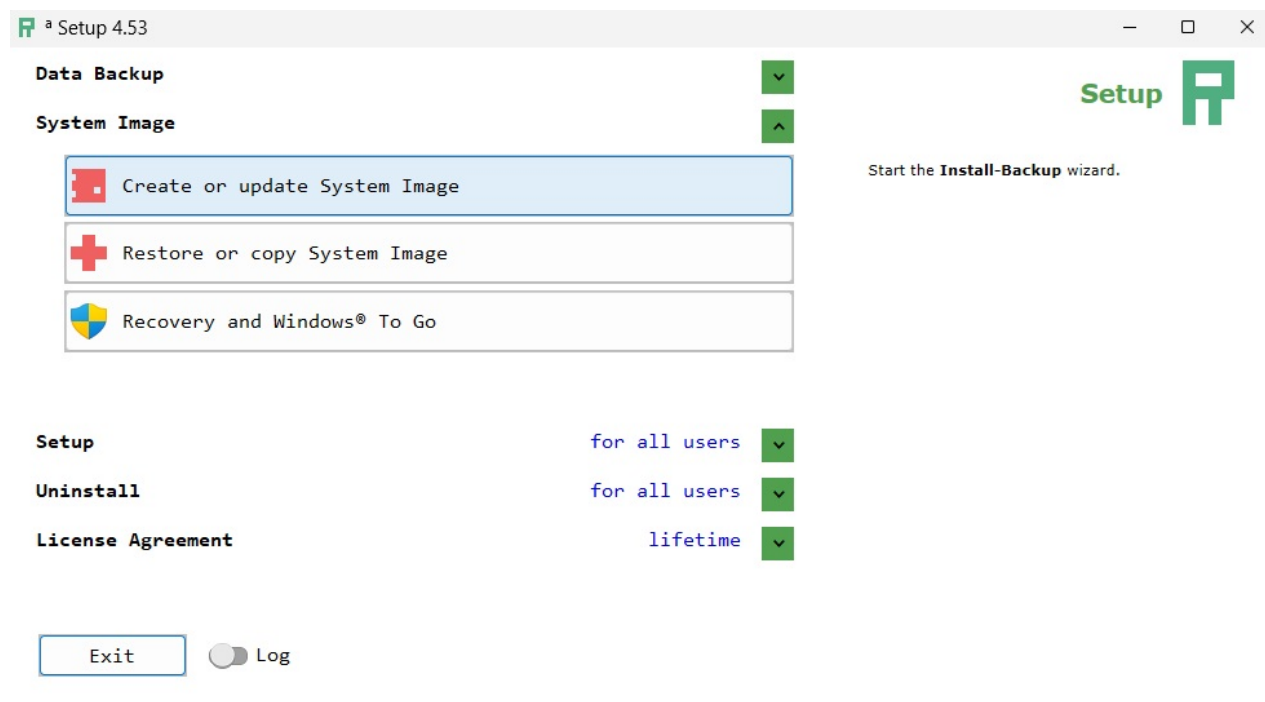 ª Setup 4.53
Data Backup
Setup
System Image
Create or update System Image
Start the Install-Backup wizard.
Restore or copy System Image
Recovery and Windows® To Go
Setup for all users
Uninstall for all users
License Agreement lifetime
Exit Log